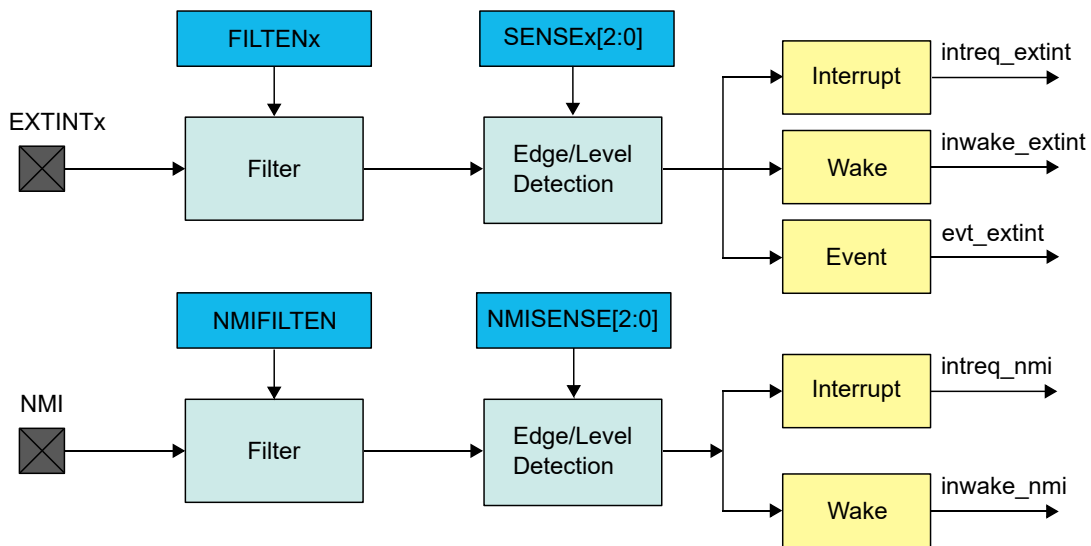 FILTENx
SENSEx[2:0]
intreq_extint
Interrupt
EXTINTx
Filter
Edge/Level
Detection
inwake_extint
Wake
evt_extint
Event
NMIFILTEN
NMISENSE[2:0]
intreq_nmi
Interrupt
NMI
Filter
Edge/Level
Detection
inwake_nmi
Wake